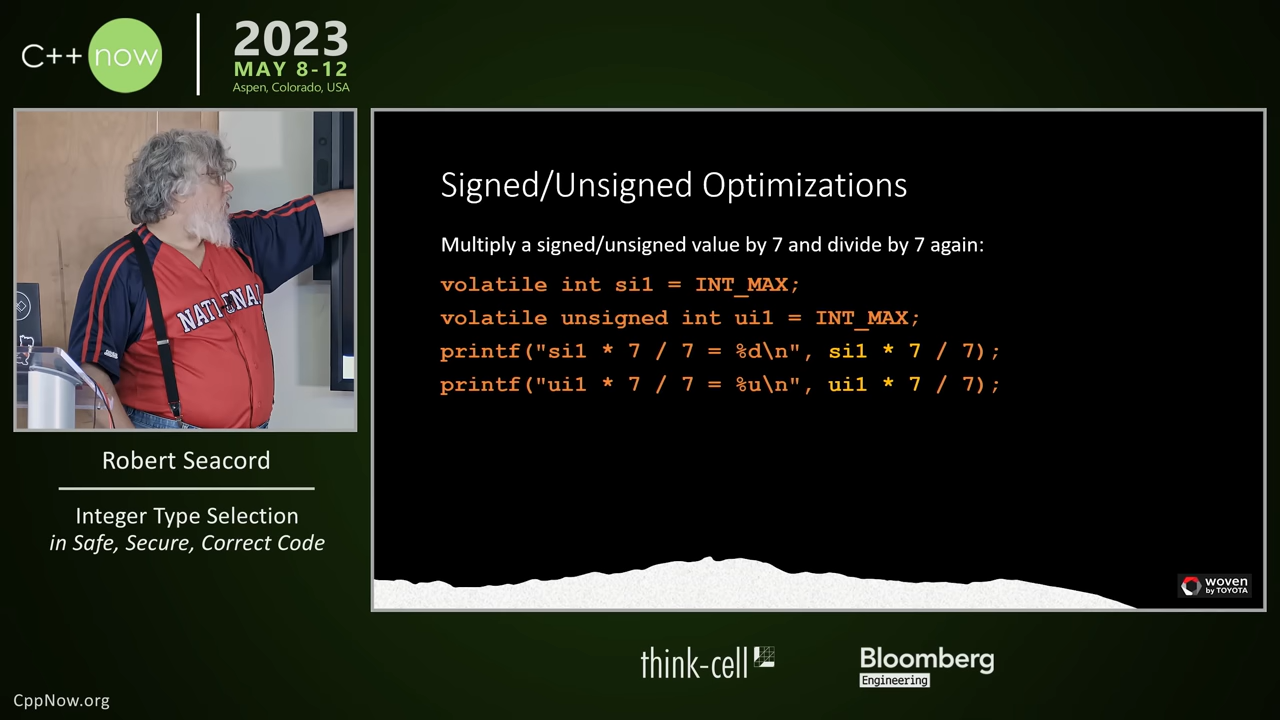 C++ now
2023
MAY 8-12
Aspen, Colorado, USA
NATIONAL
Robert Seacord
Integer Type Selection
in Safe, Secure, Correct Code
Signed/Unsigned Optimizations
Multiply a signed/unsigned value by 7 and divide by 7 again:
volatile int si1 = INT_MAX;
volatile unsigned int ui1 = INT_MAX;
printf("si1 * 7 / 7 = %d\n", si1 * 7 / 7);
printf("ui1 * 7 / 7 = %u\n", ui1 * 7 / 7);
woven
by TOYOTA
think-cell
Bloomberg
Engineering
CppNow.org